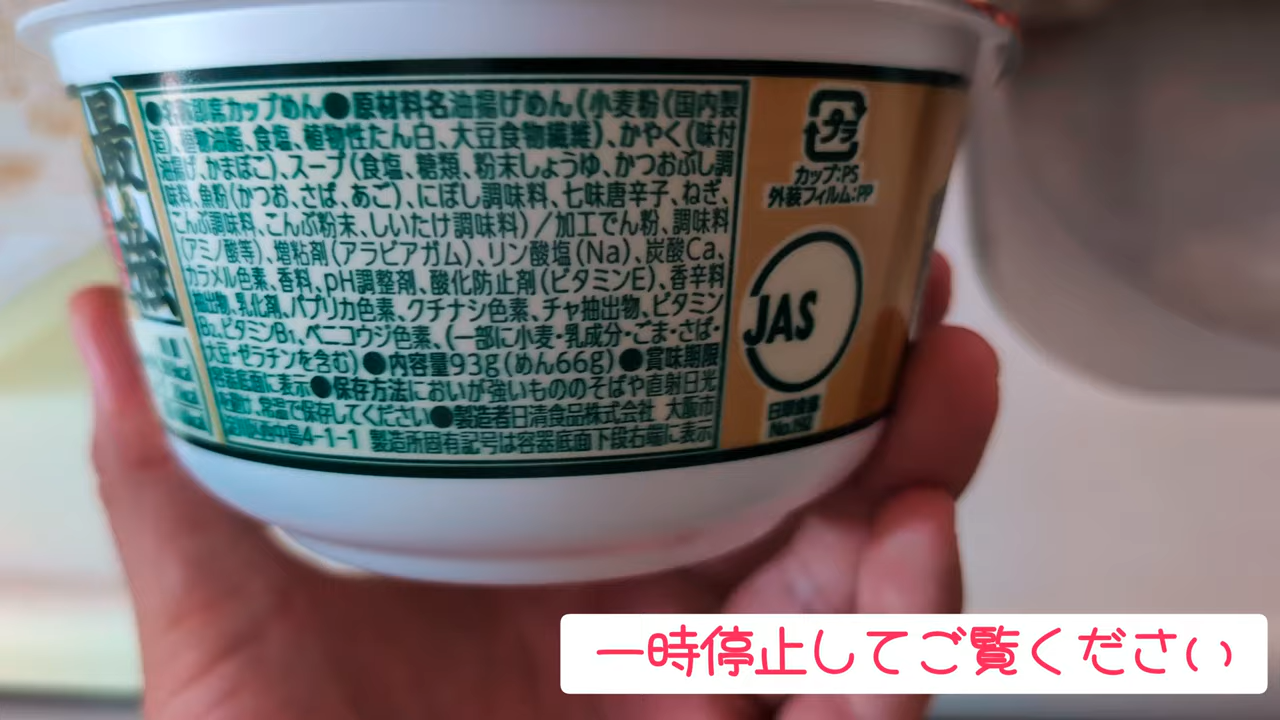 最
●名称即席カップめん●原材料名油揚げめん(小麦粉(国内製
造)、植物油脂、食塩、植物性たん白、大豆食物繊維)、かやく(味付
油揚げ、かまぼこ)、スープ(食塩、糖類、粉末しょうゆ、かつおぶし調
味料、魚粉(かつお、さば、あご)、にぼし調味料、七味唐辛子、ねぎ、
こんぶ調味料、こんぶ粉末、しいたけ調味料)/加工でん粉、調味料
(アミノ酸等)、増粘剤(アラビアガム)、リン酸塩(Na)、炭酸Ca、
カラメル色素、香料、pH調整剤、酸化防止剤(ビタミンE)、香辛料
抽出物、乳化剤、パプリカ色素、クチナシ色素、チャ抽出物、ビタミン
B₂、ビタミンB₁、ベニコウジ色素、(一部に小麦・乳成分・ごま・さば・
大豆・ゼラチンを含む)●内容量93g(めん66g)●賞味期限
容器底面に表示●保存方法においが強いもののそばや直射日光
を避け、常温で保存してください●製造者日清食品株式会社 大阪市
淀川区西中島4-1-1 製造所固有記号は容器底面下段右端に表示
プラ
カップ:PS
外装フィルム:PP
JAS
一時停止してご覧ください